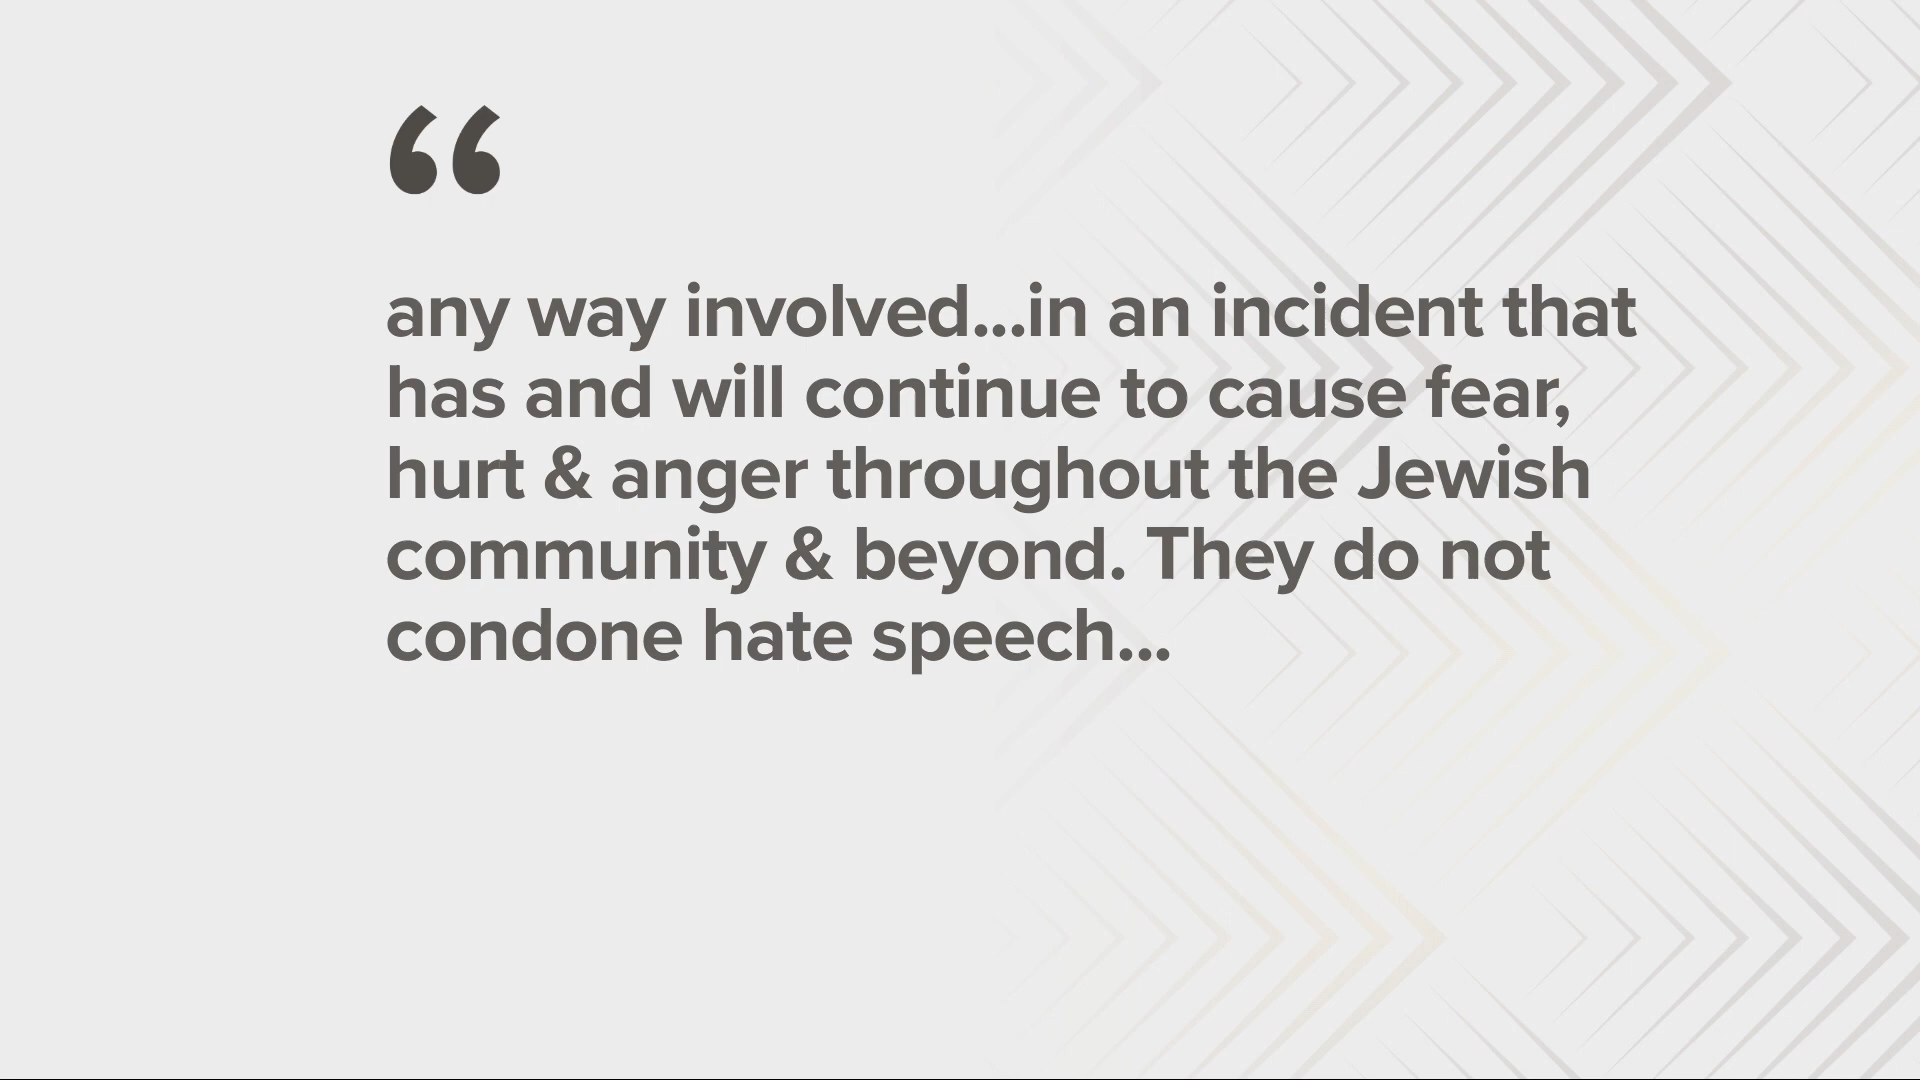 “
any way involved...in an incident that
has and will continue to cause fear,
hurt & anger throughout the Jewish
community & beyond. They do not
condone hate speech...